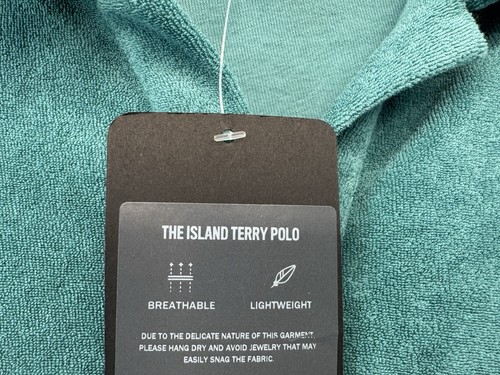 THE ISLAND TERRY POLO
BREATHABLE LIGHTWEIGHT
DUE TO THE DELICATE NATURE OF THIS GARMENT,
PLEASE HANG DRY AND AVOID JEWELRY THAT MAY
EASILY SNAG THE FABRIC.